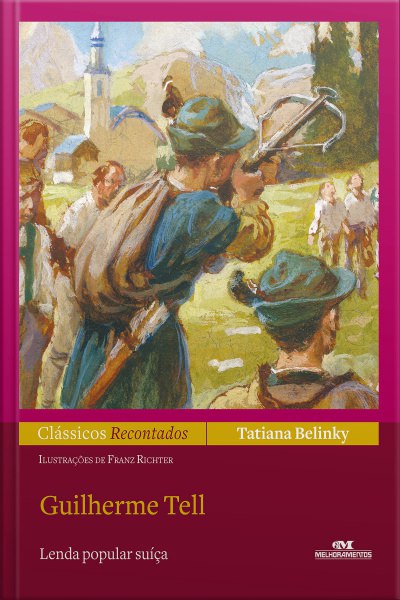 Clássicos Recontados
Tatiana Belinky
Ilustrações de Franz Richter
Guilherme Tell
Lenda popular suíça
MELHORAMENTOS